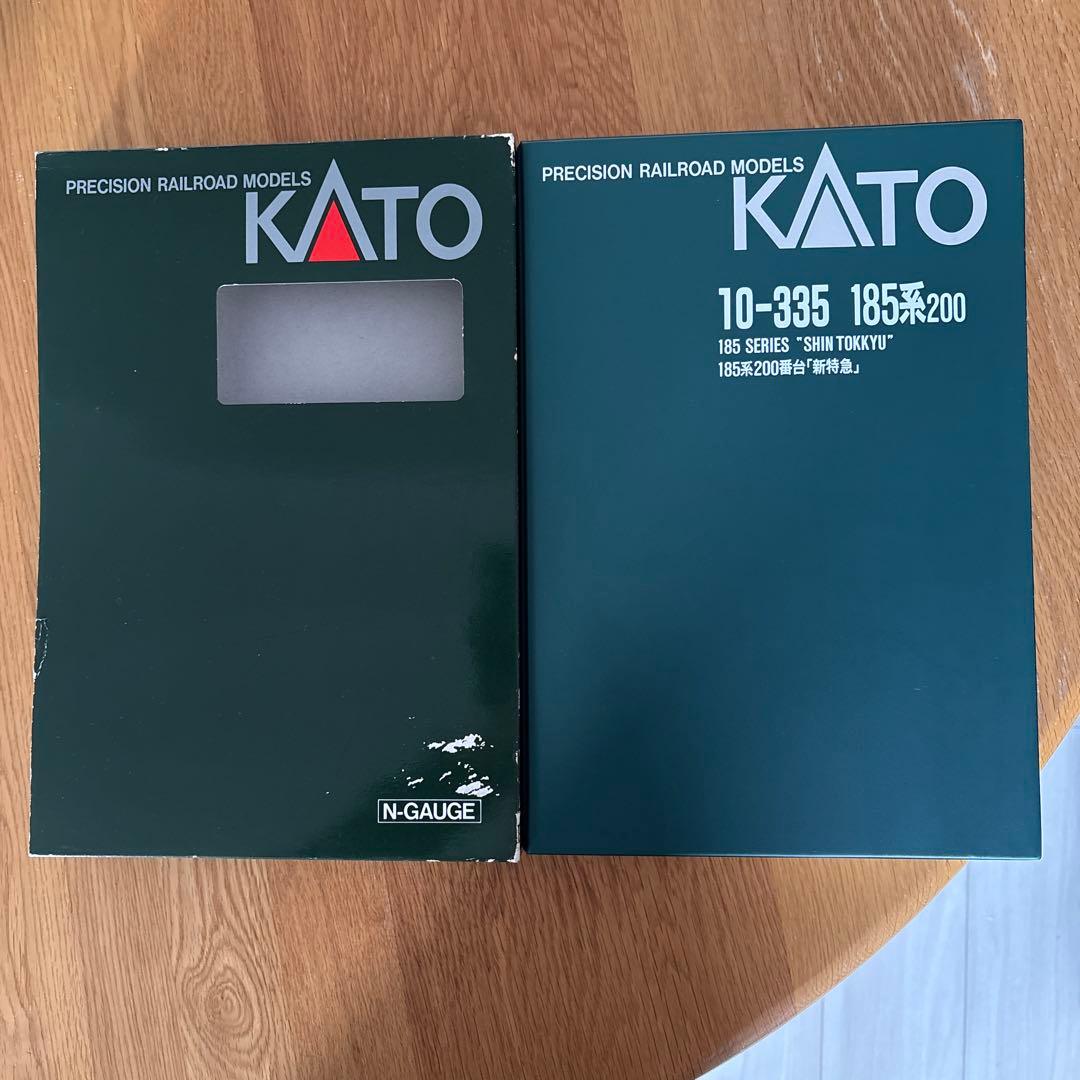 PRECISION RAILROAD MODELS
KATO
N-GAUGE
PRECISION RAILROAD MODELS
KATO
10-335 185系200
185 SERIES "SHIN TOKKYU"
185系200番台「新特急」